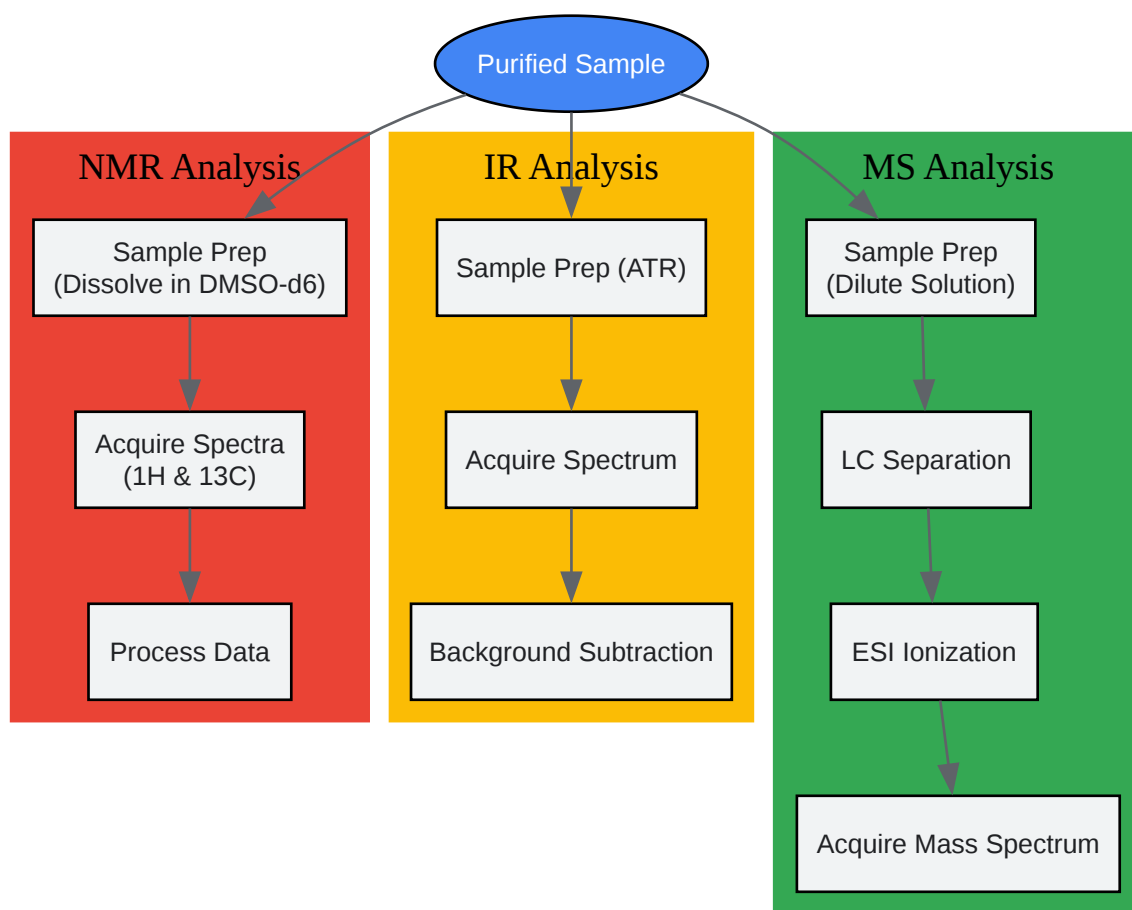 Purified Sample
NMR Analysis
Sample Prep
(Dissolve in DMSO-d6)
Acquire Spectra
(1H & 13C)
Process Data
IR Analysis
Sample Prep (ATR)
Acquire Spectrum
Background Subtraction
MS Analysis
Sample Prep
(Dilute Solution)
LC Separation
ESI Ionization
Acquire Mass Spectrum